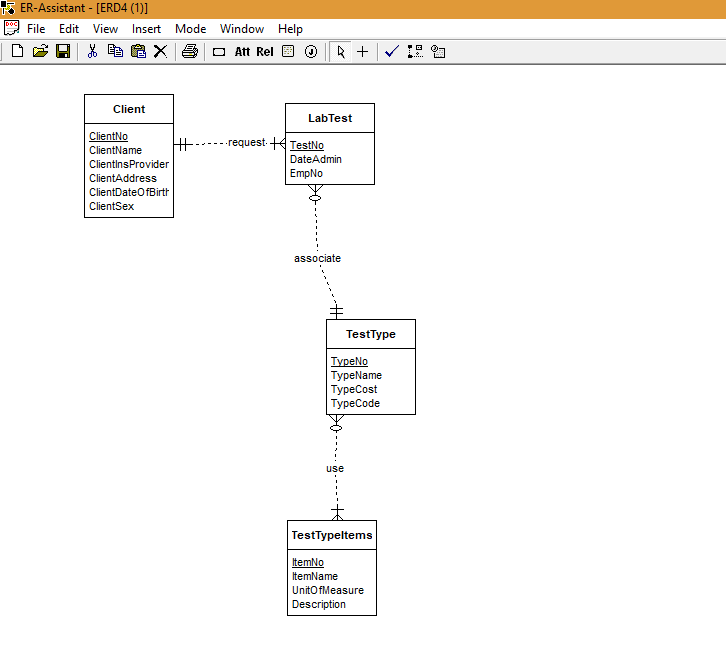 ER-Assistant - [ERD4 (1)]
File Edit View Insert Mode Window Help
Att Rel J
Client
ClientNo
ClientName
ClientInsProvider
ClientAddress
ClientDateOfBirth
ClientSex
request
LabTest
TestNo
DateAdmin
EmpNo
associate
TestType
TypeNo
TypeName
TypeCost
TypeCode
use
TestTypeItems
ItemNo
ItemName
UnitOfMeasure
Description